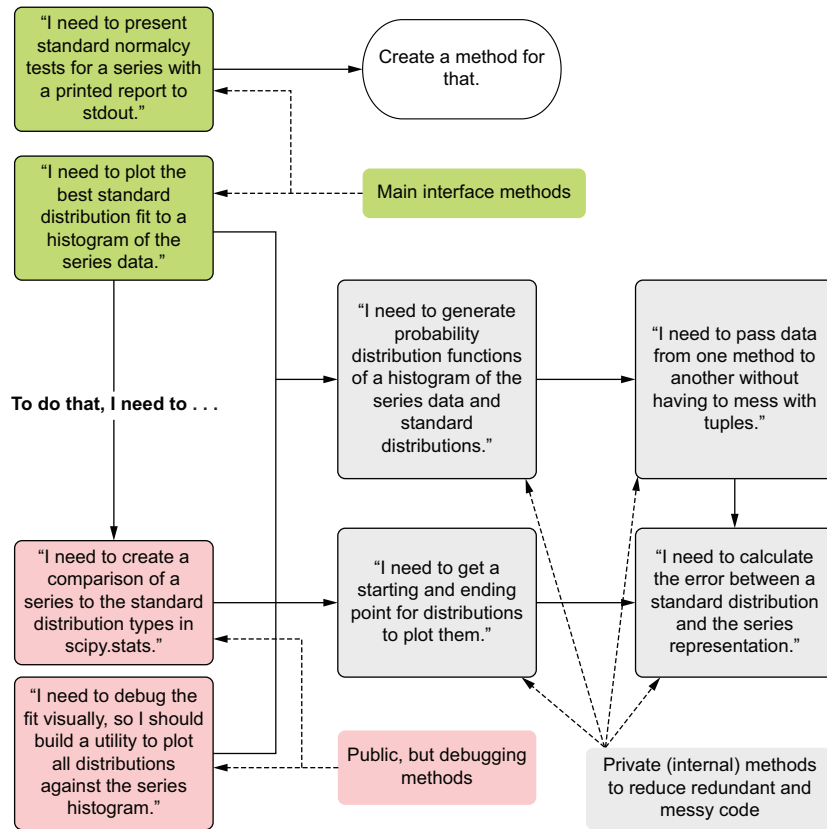 “I need to present
standard normalcy
tests for a series with
a printed report to
stdout.”
Create a method for
that.
“I need to plot the
best standard
distribution fit to a
histogram of the
series data.”
Main interface methods
“I need to generate
probability
distribution functions
of a histogram of the
series data and
standard
distributions.”
“I need to pass data
from one method to
another without
having to mess with
tuples.”
To do that, I need to . . .
“I need to create a
comparison of a
series to the standard
distribution types in
scipy.stats.”
“I need to get a
starting and ending
point for distributions
to plot them.”
“I need to calculate
the error between a
standard distribution
and the series
representation.”
“I need to debug the
fit visually, so I should
build a utility to plot
all distributions
against the series
histogram.”
Public, but debugging
methods
Private (internal) methods
to reduce redundant and
messy code